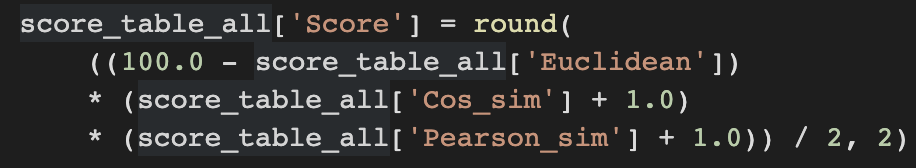 score_table_all['Score'] = round(
((100.0 - score_table_all['Euclidean'])
* (score_table_all['Cos_sim'] + 1.0)
* (score_table_all['Pearson_sim'] + 1.0)) / 2, 2)